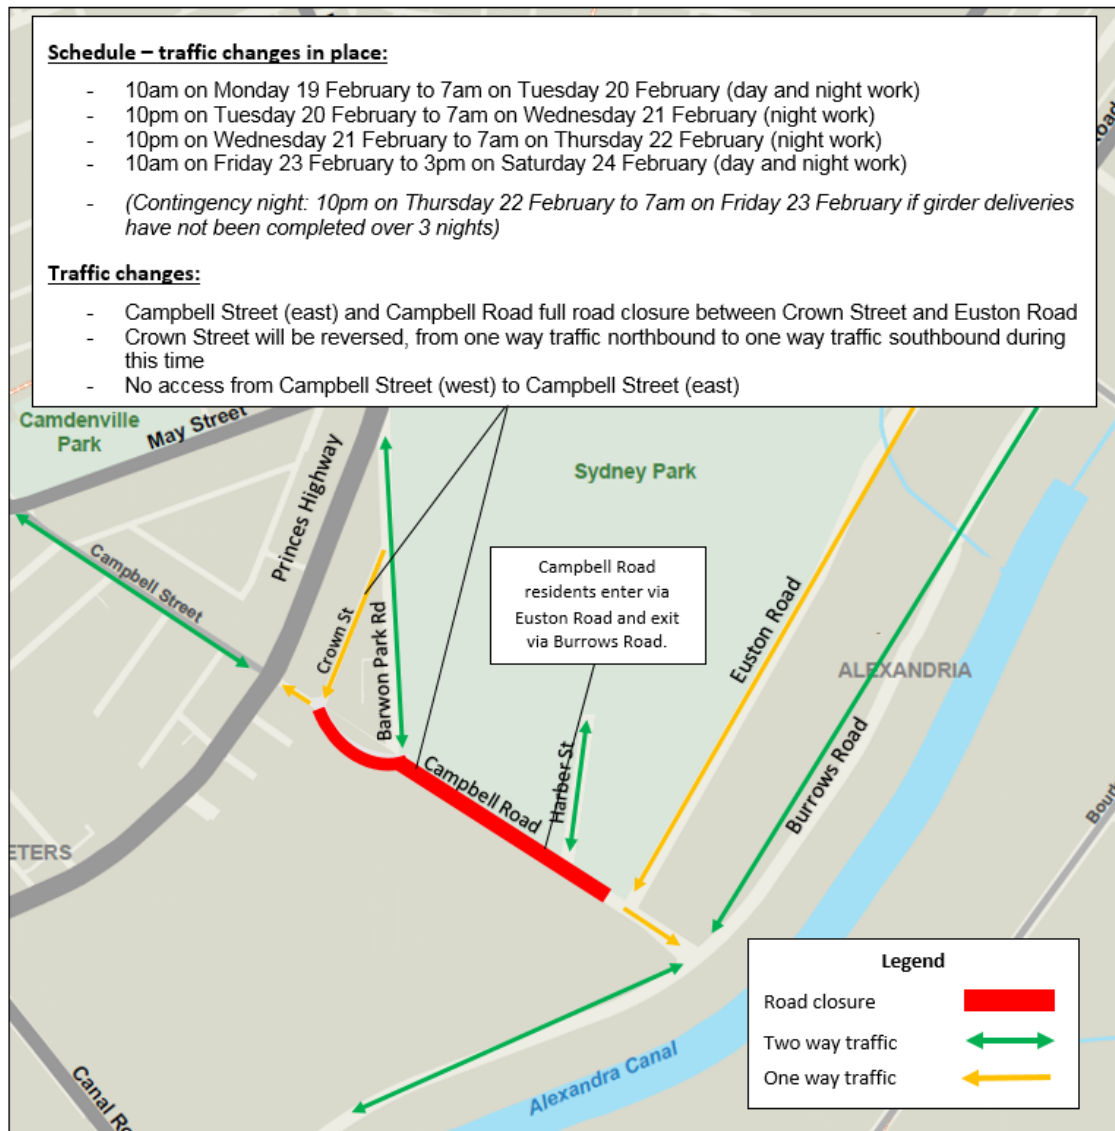 Schedule – traffic changes in place:
- 10am on Monday 19 February to 7am on Tuesday 20 February (day and night work)
- 10pm on Tuesday 20 February to 7am on Wednesday 21 February (night work)
- 10pm on Wednesday 21 February to 7am on Thursday 22 February (night work)
- 10am on Friday 23 February to 3pm on Saturday 24 February (day and night work)
- (Contingency night: 10pm on Thursday 22 February to 7am on Friday 23 February if girder deliveries
have not been completed over 3 nights)
Traffic changes:
- Campbell Street (east) and Campbell Road full road closure between Crown Street and Euston Road
- Crown Street will be reversed, from one way traffic northbound to one way traffic southbound during
this time
- No access from Campbell Street (west) to Campbell Street (east)
Camdenville
Park
May Street
Princes Highway
Sydney Park
Campbell Street
Crown St
Barwon Park Rd
Campbell Road
residents enter via
Euston Road and exit
via Burrows Road.
Euston Road
ALEXANDRIA
Burrows Road
Campbell Road
Harber St
ETERS
Bourk
Canal Ro
Alexandra Canal
Legend
Road closure
Two way traffic
One way traffic